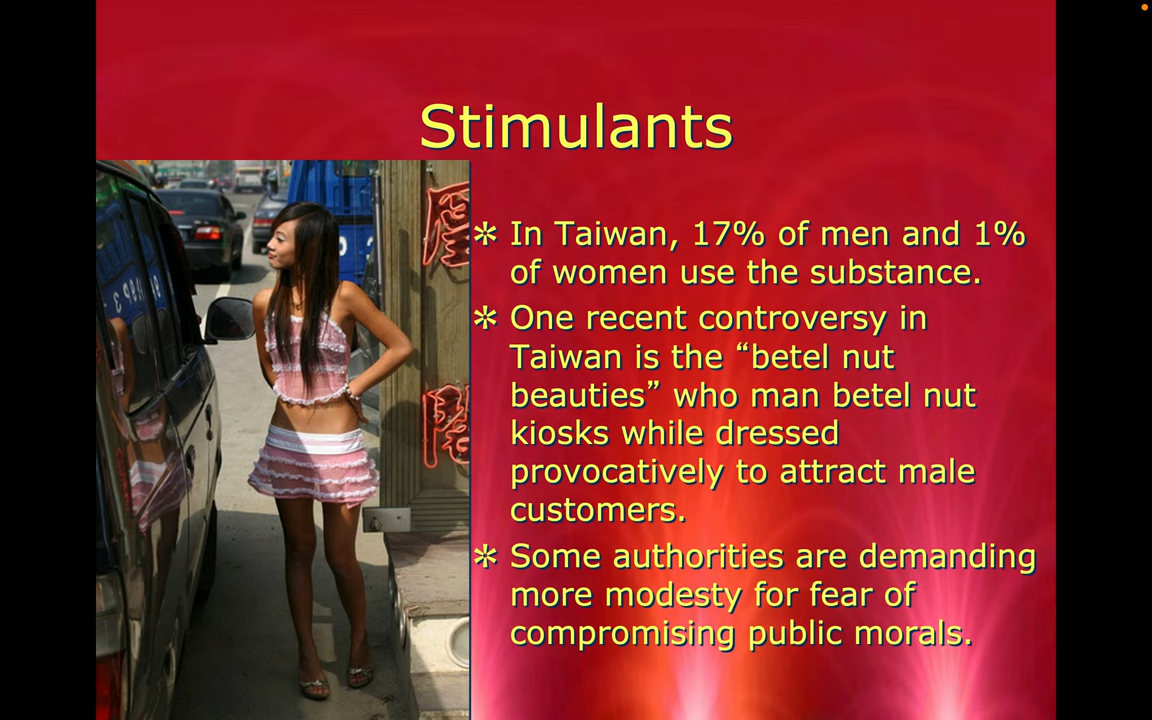 Stimulants
∗ In Taiwan, 17% of men and 1%
of women use the substance.
∗ One recent controversy in
Taiwan is the “betel nut
beauties” who man betel nut
kiosks while dressed
provocatively to attract male
customers.
∗ Some authorities are demanding
more modesty for fear of
compromising public morals.